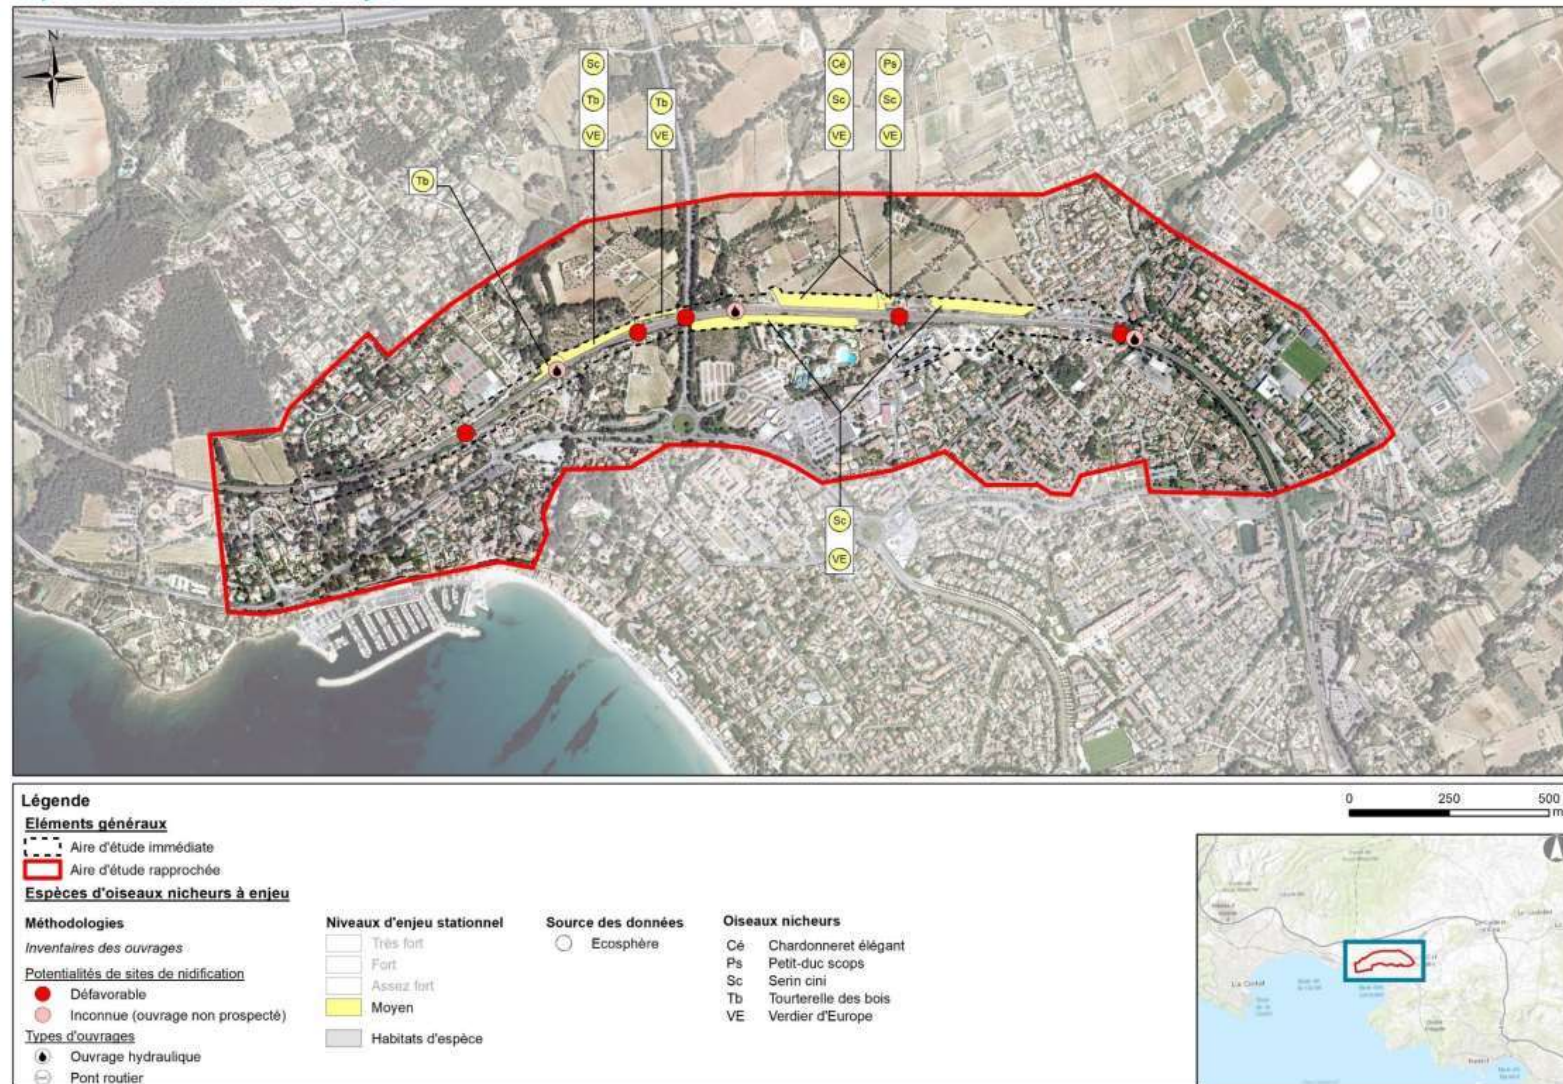 N
Sc
Tb
VE
Tb
VE
Cé
Sc
VE
Ps
Sc
VE
Tb
Sc
VE
Légende
Eléments généraux
Aire d'étude immédiate
Aire d'étude rapprochée
Espèces d'oiseaux nicheurs à enjeu
Méthodologies
Inventaires des ouvrages
Potentialités de sites de nidification
Défavorable
Inconnue (ouvrage non prospecté)
Types d'ouvrages
Ouvrage hydraulique
Pont routier
Niveaux d'enjeu stationnel
Très fort
Fort
Assez fort
Moyen
Habitats d'espèce
Source des données
Ecosphère
Oiseaux nicheurs
Cé Chardonneret élégant
Ps Petit-duc scops
Sc Serin cini
Tb Tourterelle des bois
VE Verdier d'Europe
0 250 500
m
La Ciotat